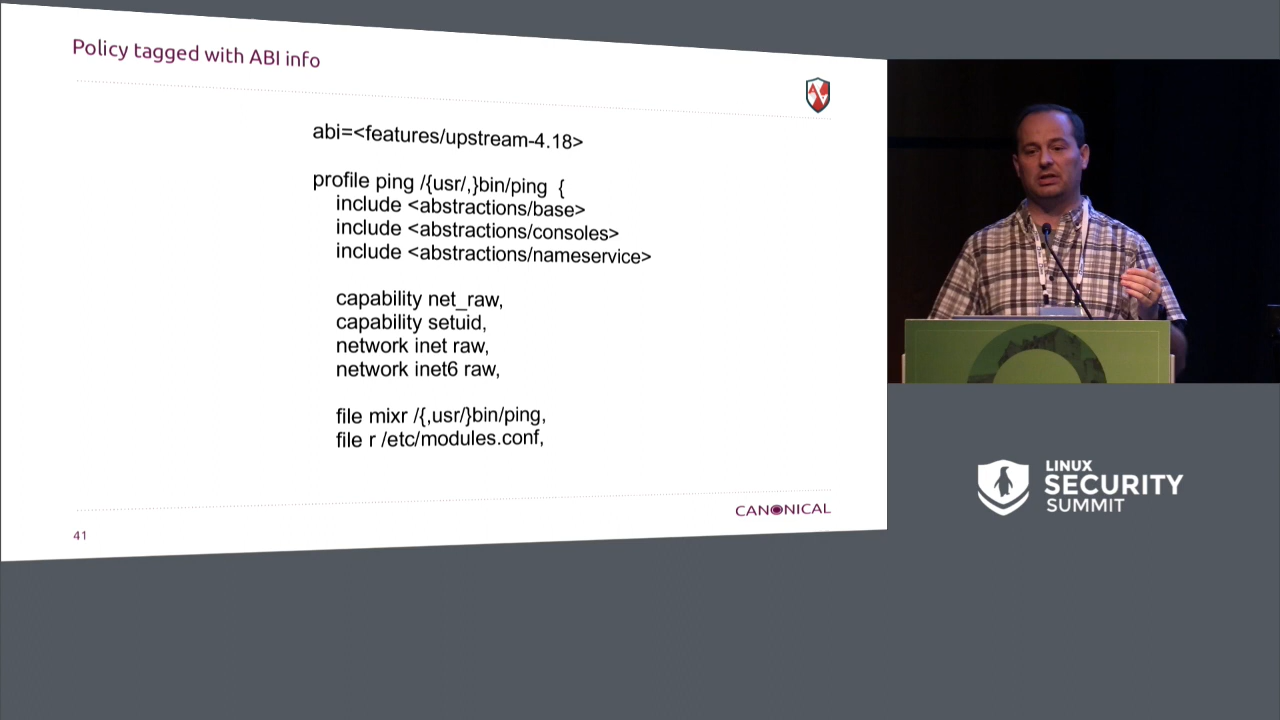 Policy tagged with ABI info
abi=<features/upstream-4.18>
profile ping /{usr/,}bin/ping {
include <abstractions/base>
include <abstractions/consoles>
include <abstractions/nameservice>
capability net_raw,
capability setuid,
network inet raw,
network inet6 raw,
file mixr /{,usr/}bin/ping,
file r /etc/modules.conf,
CANONICAL
41
LINUX
SECURITY
SUMMIT